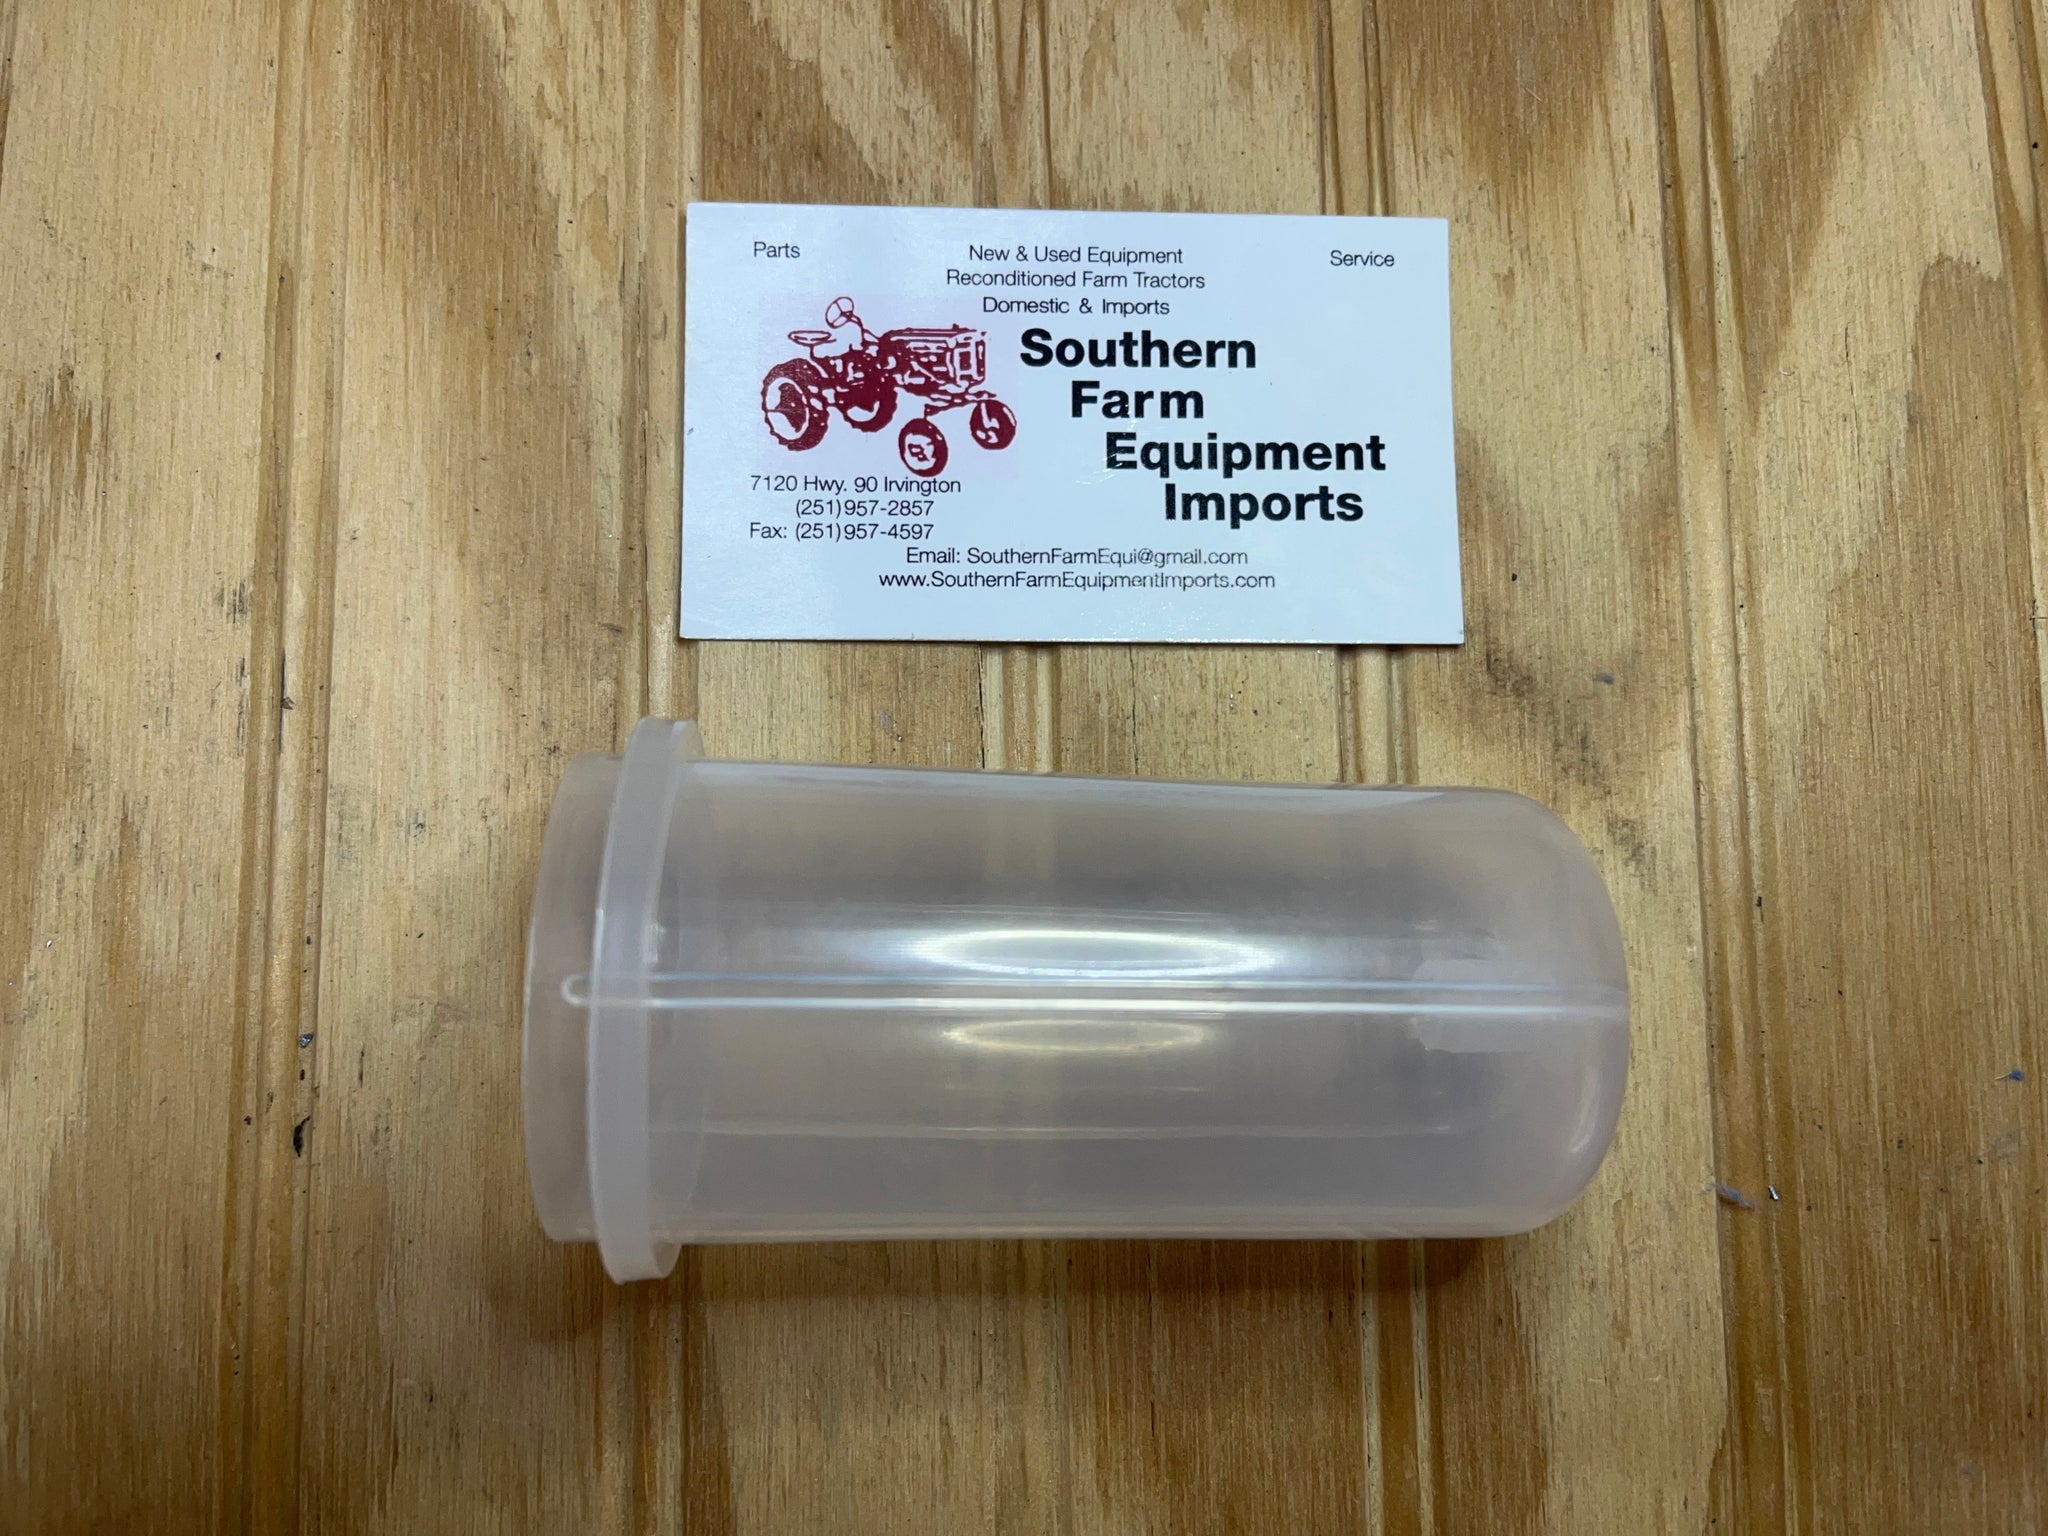 Parts
New & Used Equipment
Service
Reconditioned Farm Tractors
Domestic & Imports
Southern
Farm
Equipment
Imports
7120 Hwy. 90 Irvington
(251)957-2857
Fax: (251)957-4597
Email: SouthernFarmEqui@gmail.com
www.SouthernFarmEquipmentImports.com